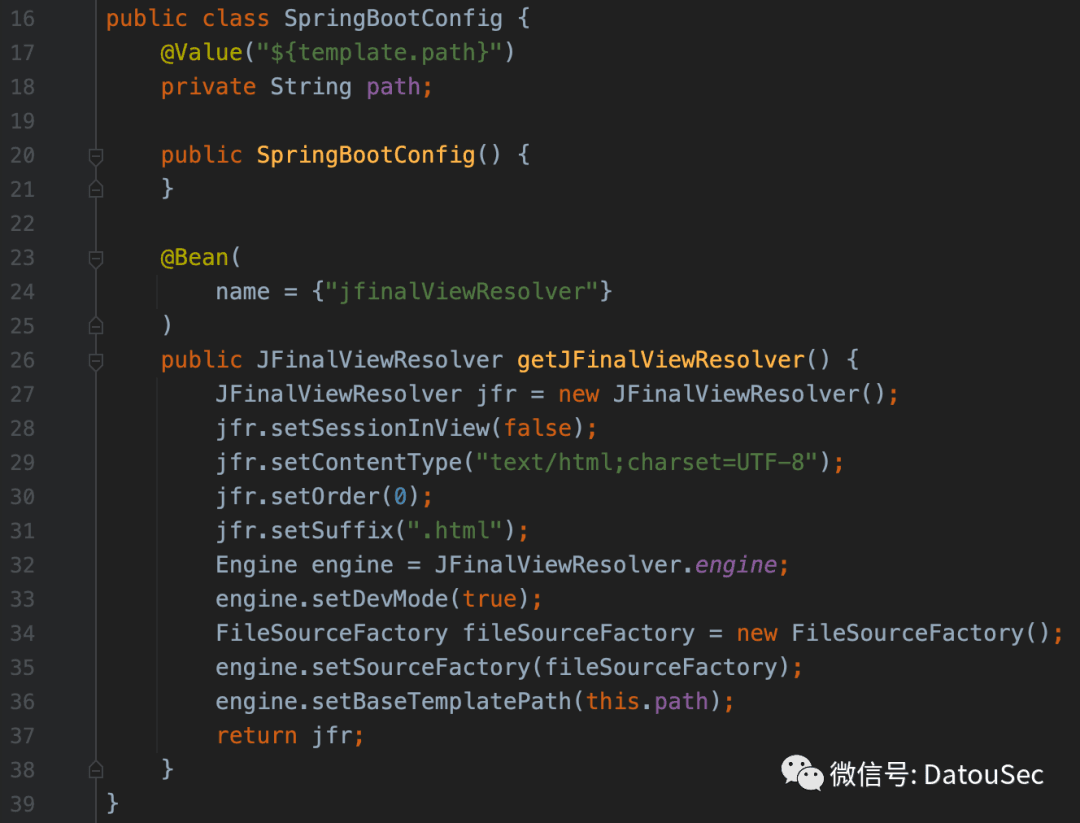 16 public class SpringBootConfig {
17     @Value("${template.path}")
18     private String path;
19
20     public SpringBootConfig() {
21     }
22
23     @Bean(
24         name = {"jfinalViewResolver"}
25     )
26     public JFinalViewResolver getJFinalViewResolver() {
27         JFinalViewResolver jfr = new JFinalViewResolver();
28         jfr.setSessionInView(false);
29         jfr.setContentType("text/html;charset=UTF-8");
30         jfr.setOrder(0);
31         jfr.setSuffix(".html");
32         Engine engine = JFinalViewResolver.engine;
33         engine.setDevMode(true);
34         FileSourceFactory fileSourceFactory = new FileSourceFactory();
35         engine.setSourceFactory(fileSourceFactory);
36         engine.setBaseTemplatePath(this.path);
37         return jfr;
38     }
39 }
微信号: DatouSec